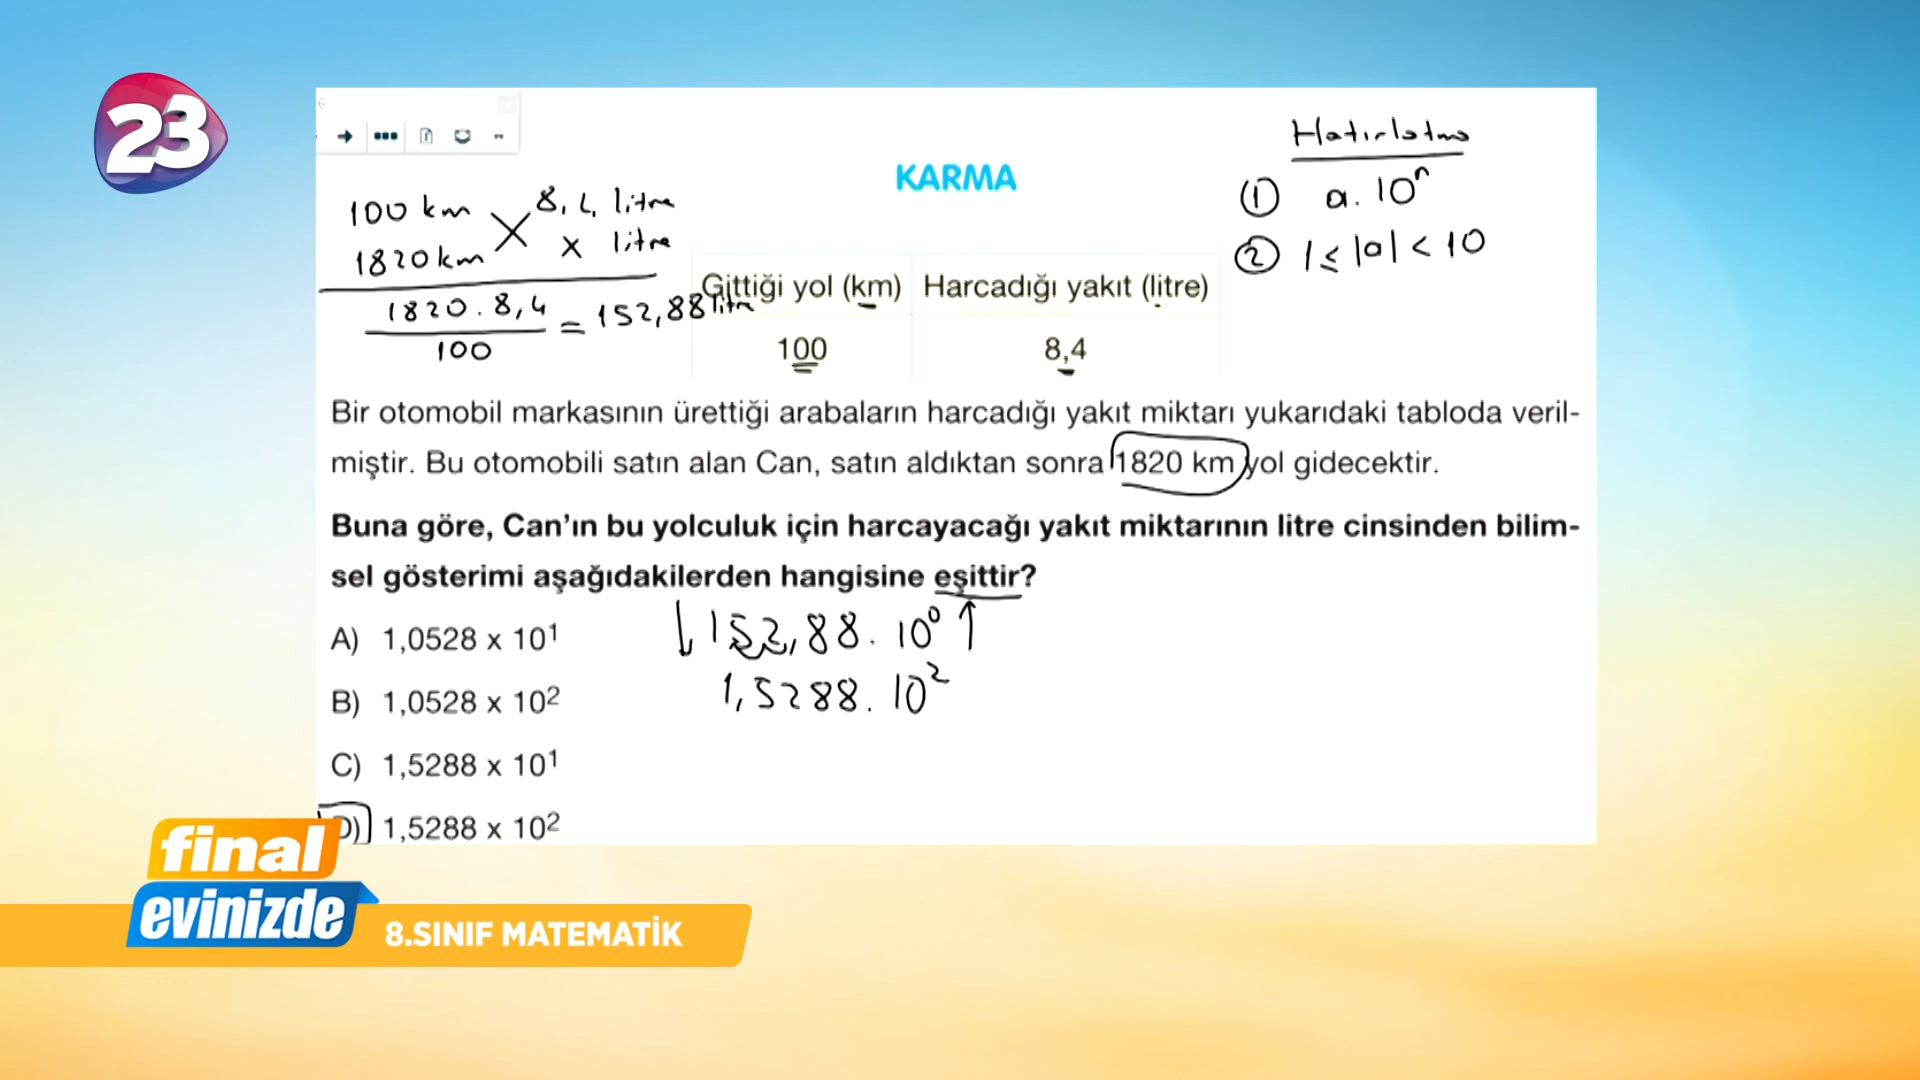 23
KARMA
Hatırlatma
① a. 10ⁿ
② 1 ≤ |a| < 10
100 km 8,4 litre
1820 km x litre
1820 . 8,4
100
= 152,88 litre
Gittiği yol (km) Harcadığı yakıt (litre)
100 8,4
Bir otomobil markasının ürettiği arabaların harcadığı yakıt miktarı yukarıdaki tabloda veril-
miştir. Bu otomobili satın alan Can, satın aldıktan sonra 1820 km yol gidecektir.
Buna göre, Can'ın bu yolculuk için harcayacağı yakıt miktarının litre cinsinden bilim-
sel gösterimi aşağıdakilerden hangisine eşittir?
↓ 152,88 . 10⁰ ↑
1,5288 . 10²
A) 1,0528 x 10¹
B) 1,0528 x 10²
C) 1,5288 x 10¹
D) 1,5288 x 10²
final
evinizde
8.SINIF MATEMATİK